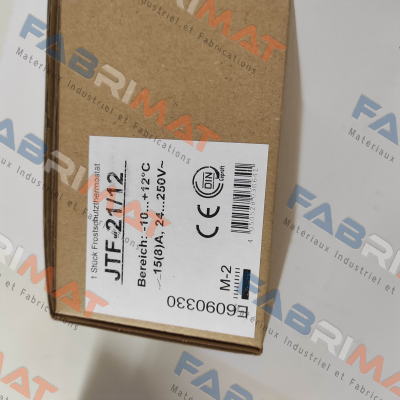 1 Stück Frostschutzthermostat
JTF-21/12
Bereich: -10...+12°C
15(8)A, 24...250V~
DIN
Geprüft
CE
M-2
E6090330
FABRIMAT
Matériaux Industriel et Fabrications